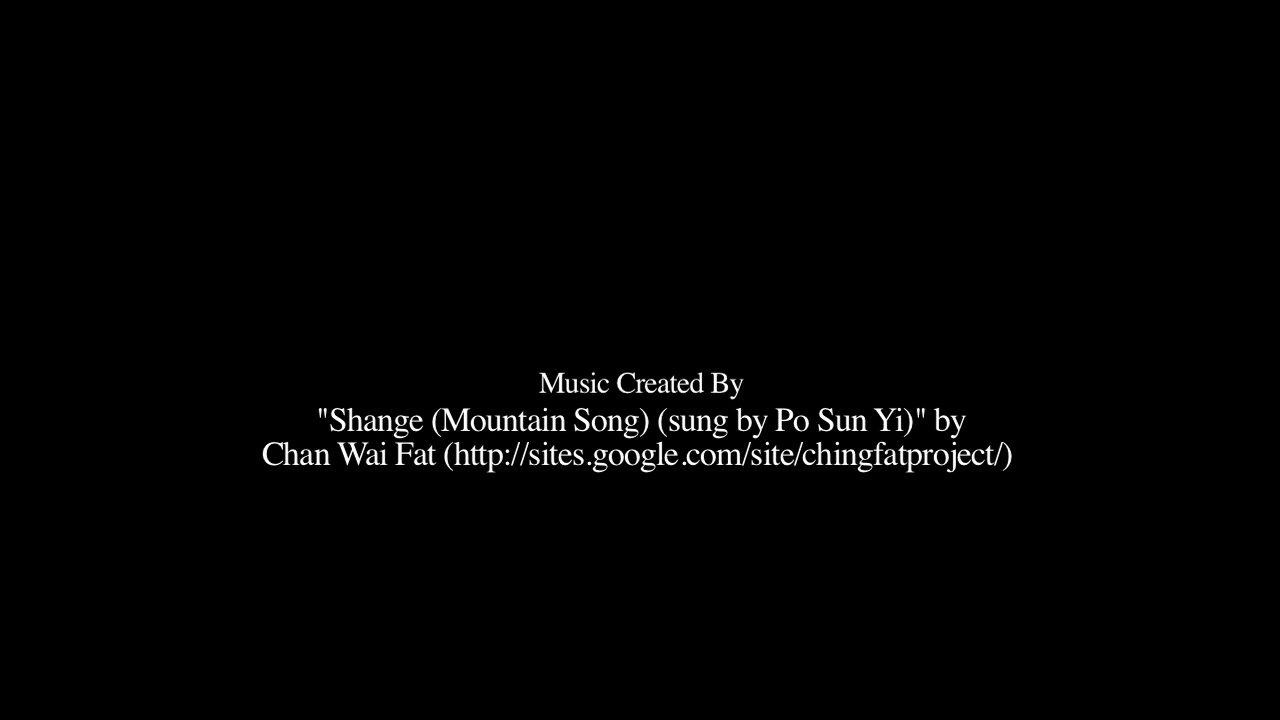 Music Created By
"Shange (Mountain Song) (sung by Po Sun Yi)" by
Chan Wai Fat (http://sites.google.com/site/chingfatproject/)